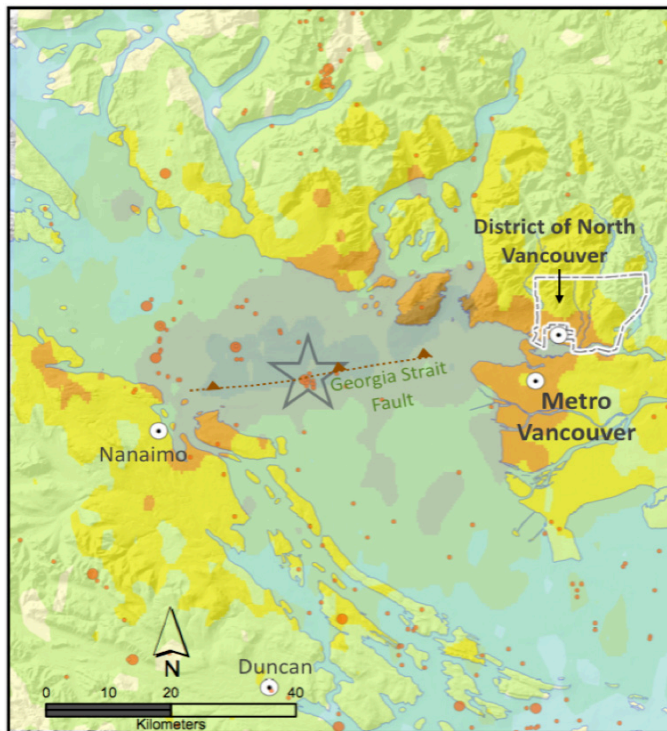 District of North
Vancouver
Georgia Strait
Fault
Metro
Vancouver
Nanaimo
N
Duncan
0 10 20 40
Kilometers